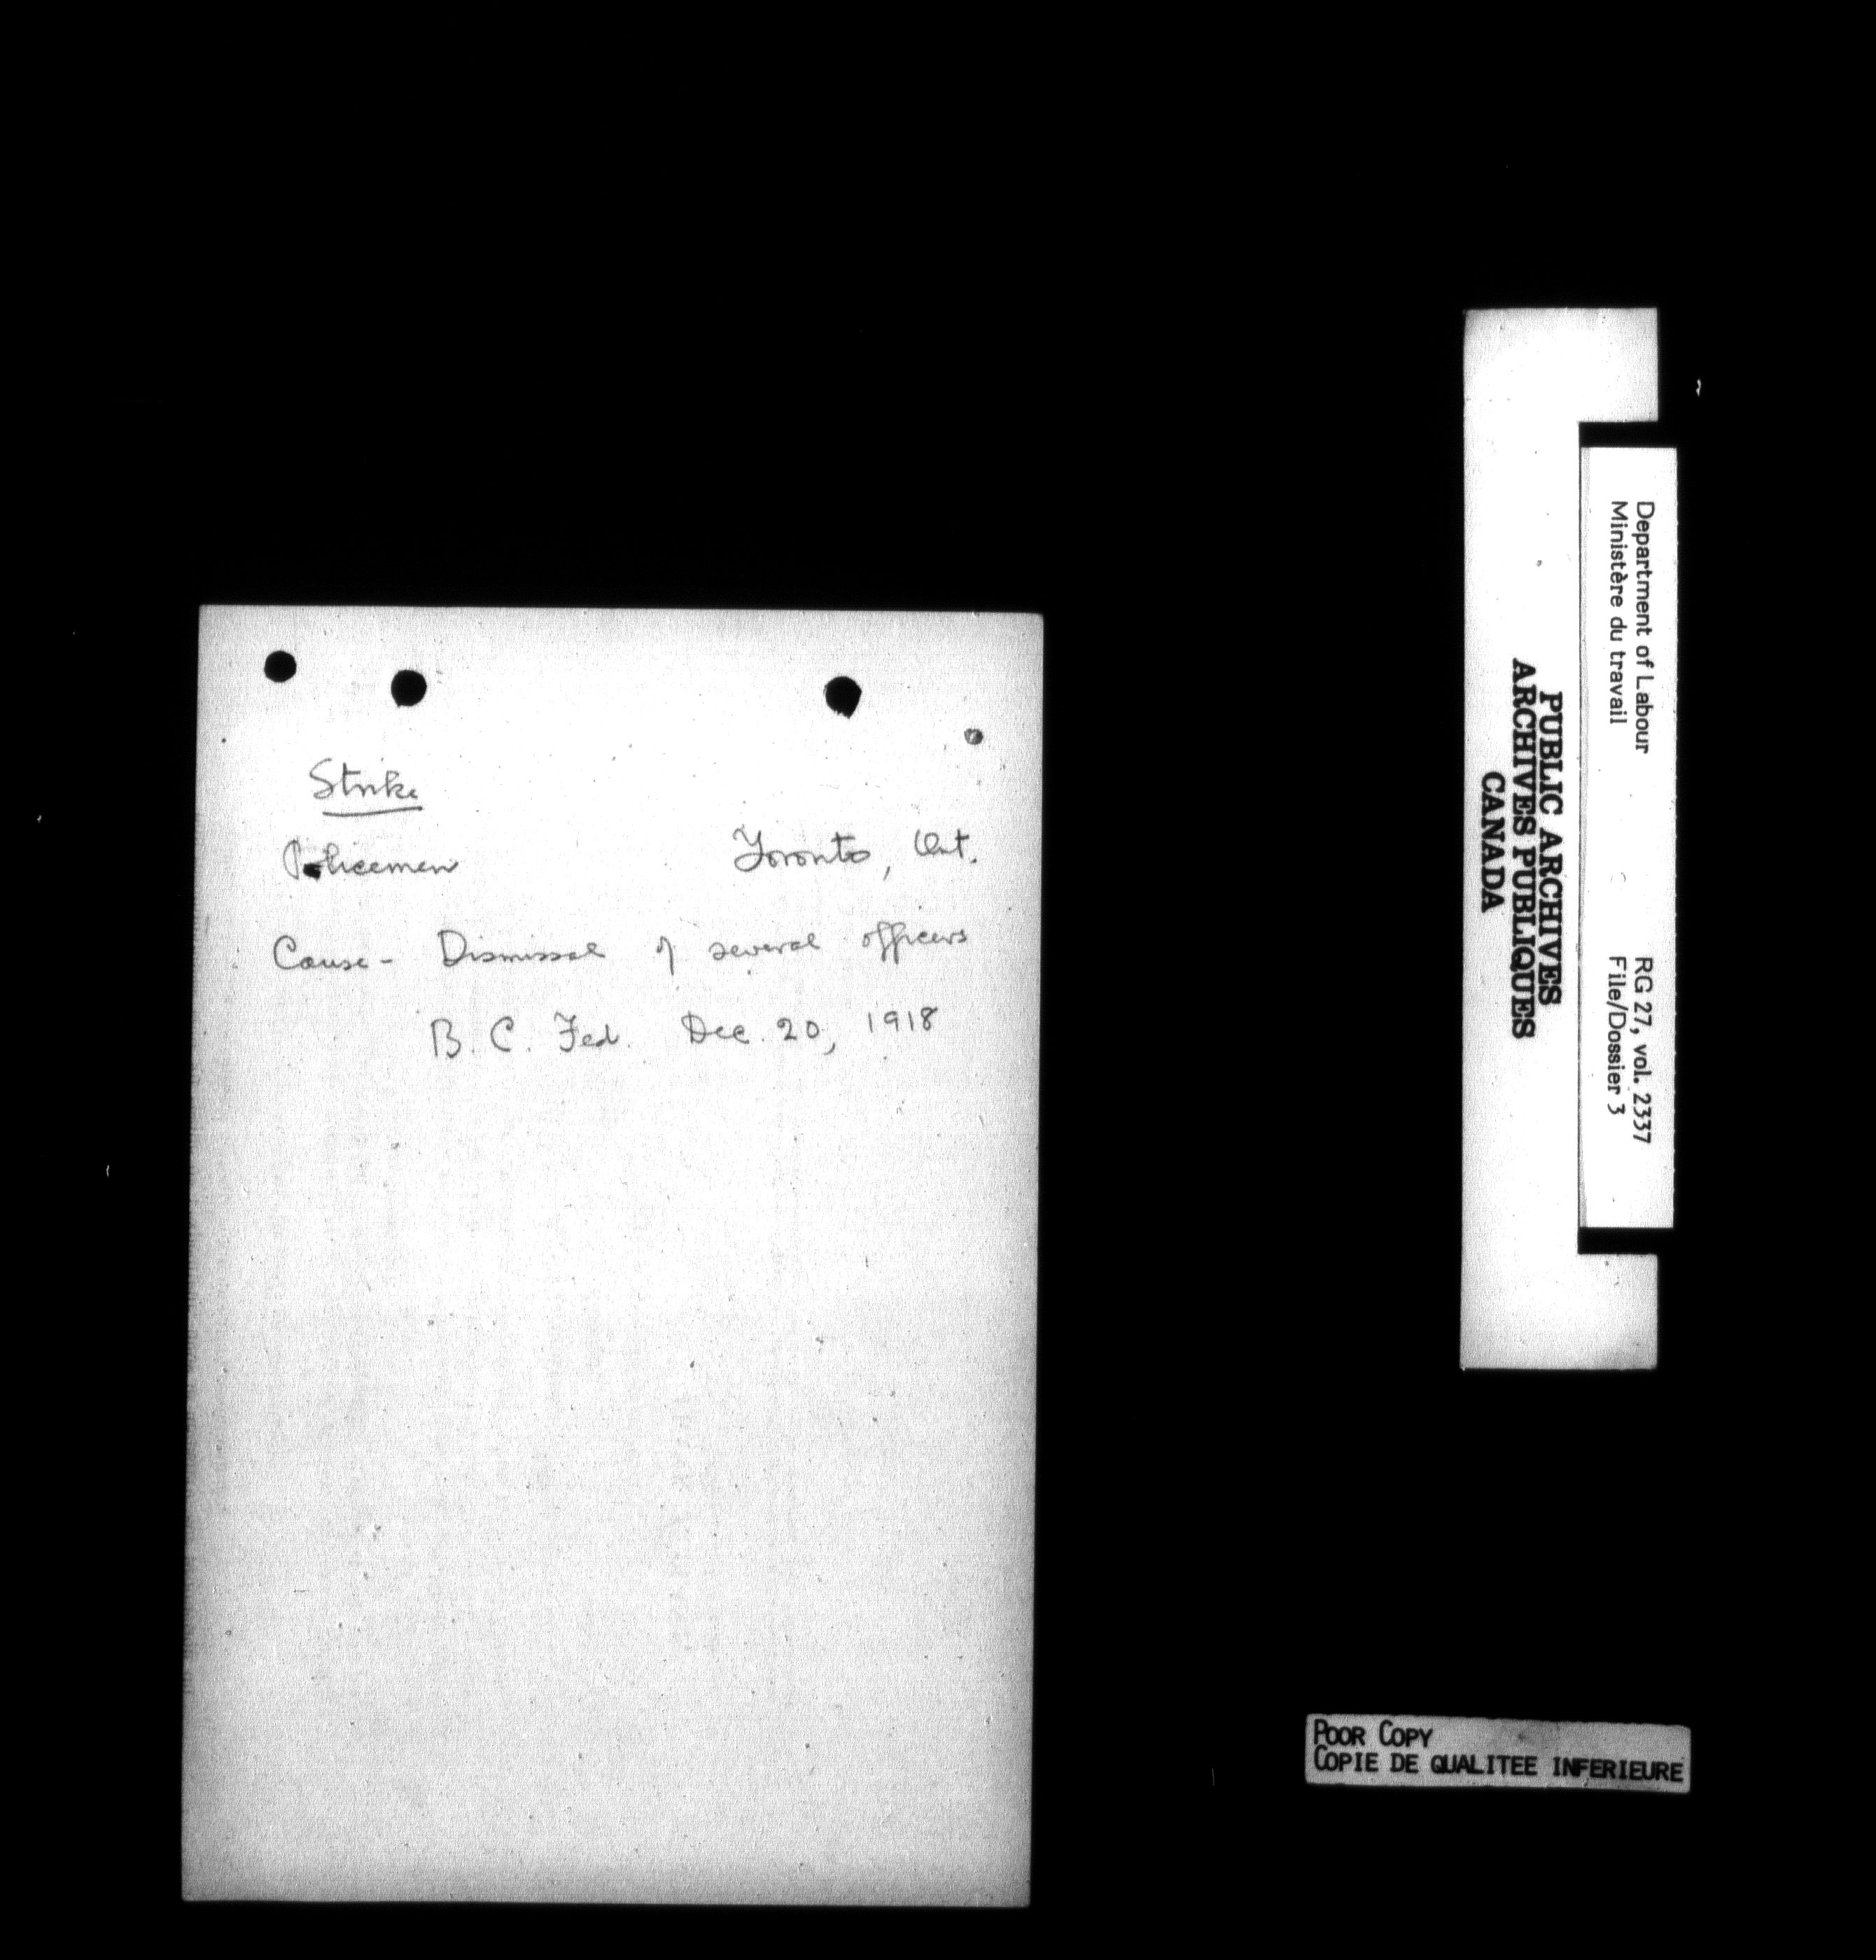 Strike
Policemen Toronto, Ont.
Cause - Dismissal of several officers
B. C. Fed. Dec. 20, 1918
Department of Labour
Ministère du travail
RG 27, vol. 2337
File/Dossier 3
PUBLIC ARCHIVES
ARCHIVES PUBLIQUES
CANADA
POOR COPY
COPIE DE QUALITEE INFERIEURE